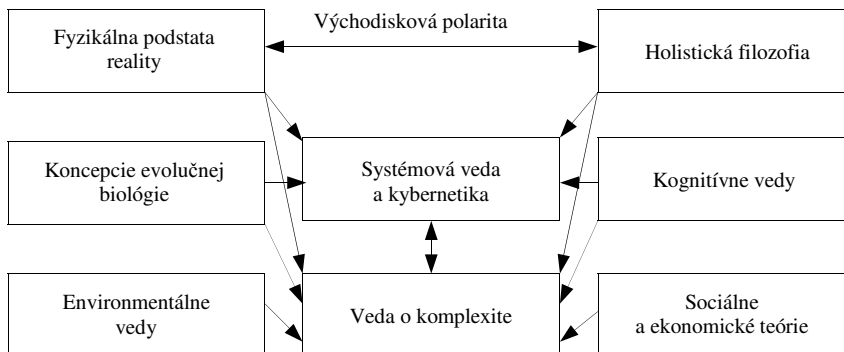 Východisková polarita
Fyzikálna podstata
reality
Holistická filozofia
Koncepcie evolučnej
biológie
Systémová veda
a kybernetika
Kognitívne vedy
Environmentálne
vedy
Veda o komplexite
Sociálne
a ekonomické teórie